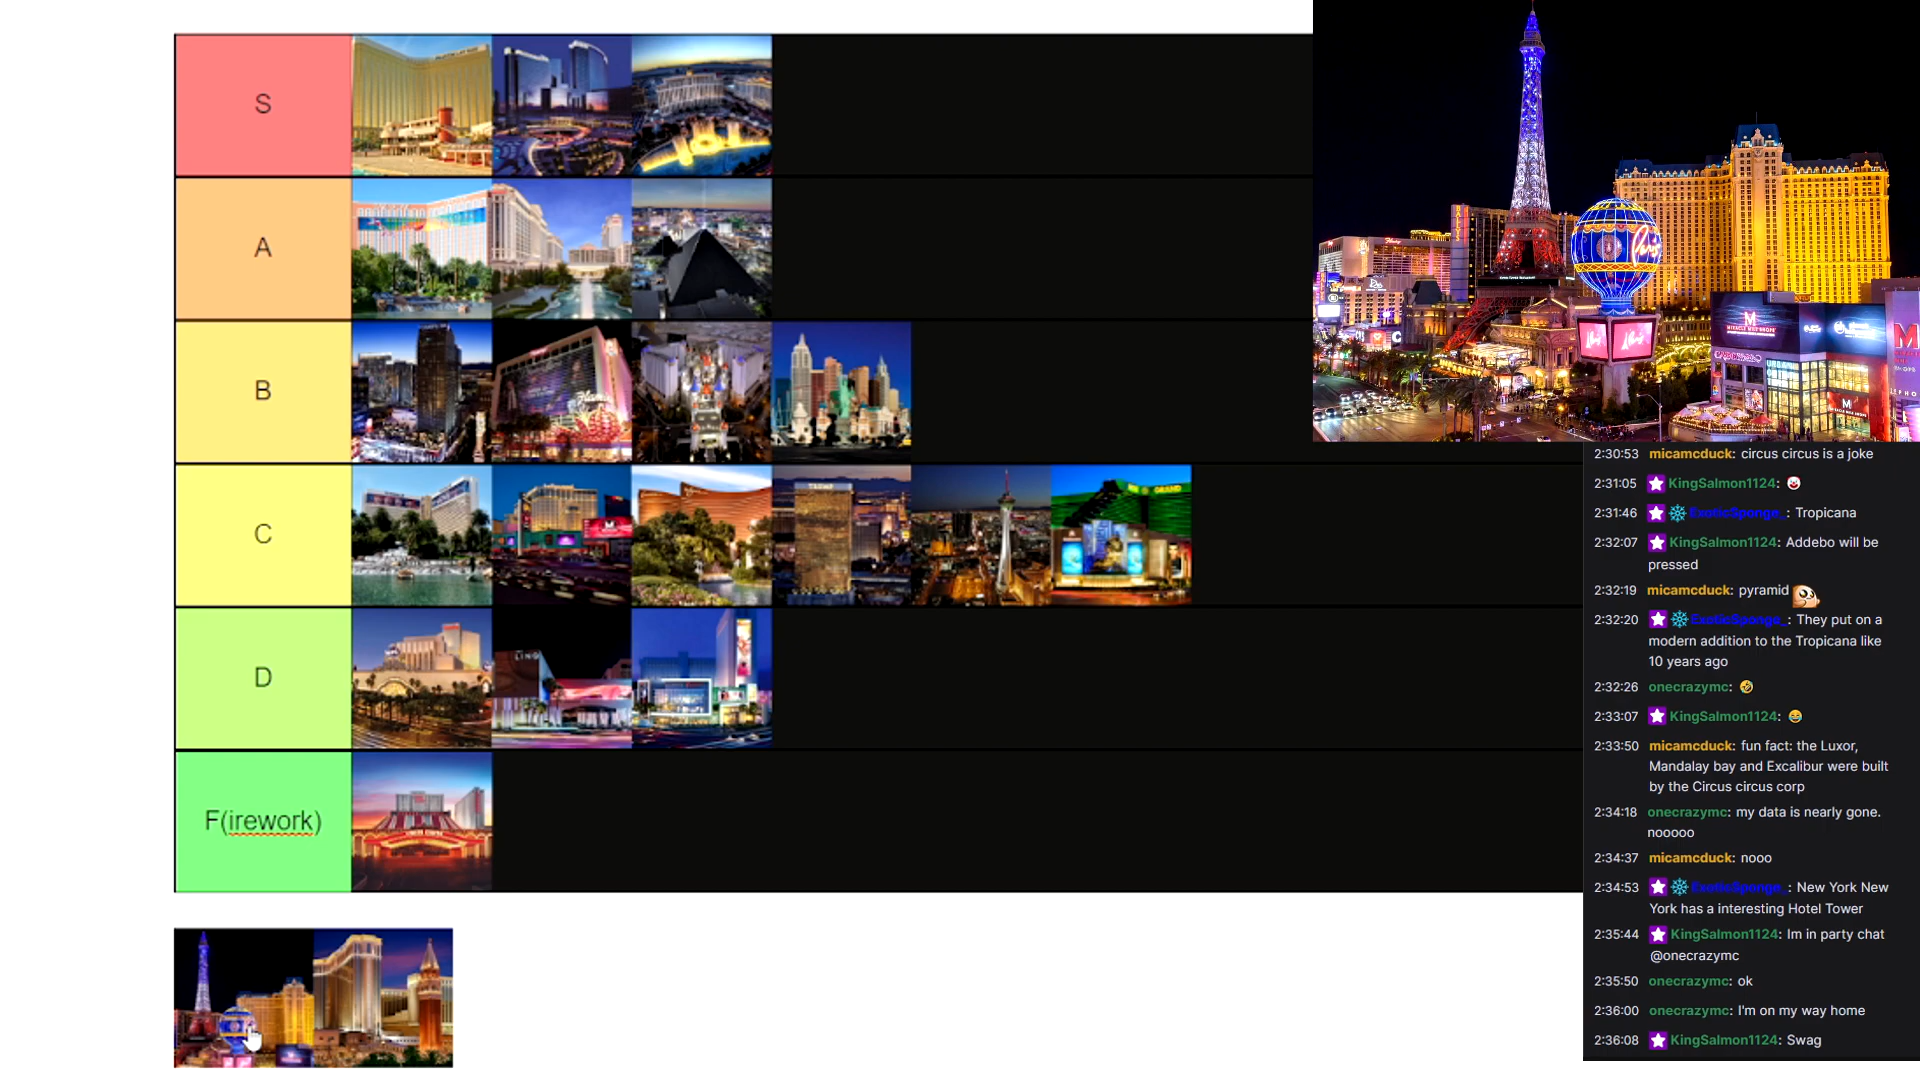 S
A
B
C
D
F(irework)
2:30:53 micamcduck: circus circus is a joke
2:31:05 KingSalmon1124:
2:31:46 ExoticSponge_: Tropicana
2:32:07 KingSalmon1124: Addebo will be
pressed
2:32:19 micamcduck: pyramid
2:32:20 ExoticSponge_: They put on a
modern addition to the Tropicana like
10 years ago
2:32:26 onecrazymc:
2:33:07 KingSalmon1124:
2:33:50 micamcduck: fun fact: the Luxor,
Mandalay bay and Excalibur were built
by the Circus circus corp
2:34:18 onecrazymc: my data is nearly gone.
nooooo
2:34:37 micamcduck: nooo
2:34:53 ExoticSponge_: New York New
York has a interesting Hotel Tower
2:35:44 KingSalmon1124: Im in party chat
@onecrazymc
2:35:50 onecrazymc: ok
2:36:00 onecrazymc: I'm on my way home
2:36:08 KingSalmon1124: Swag